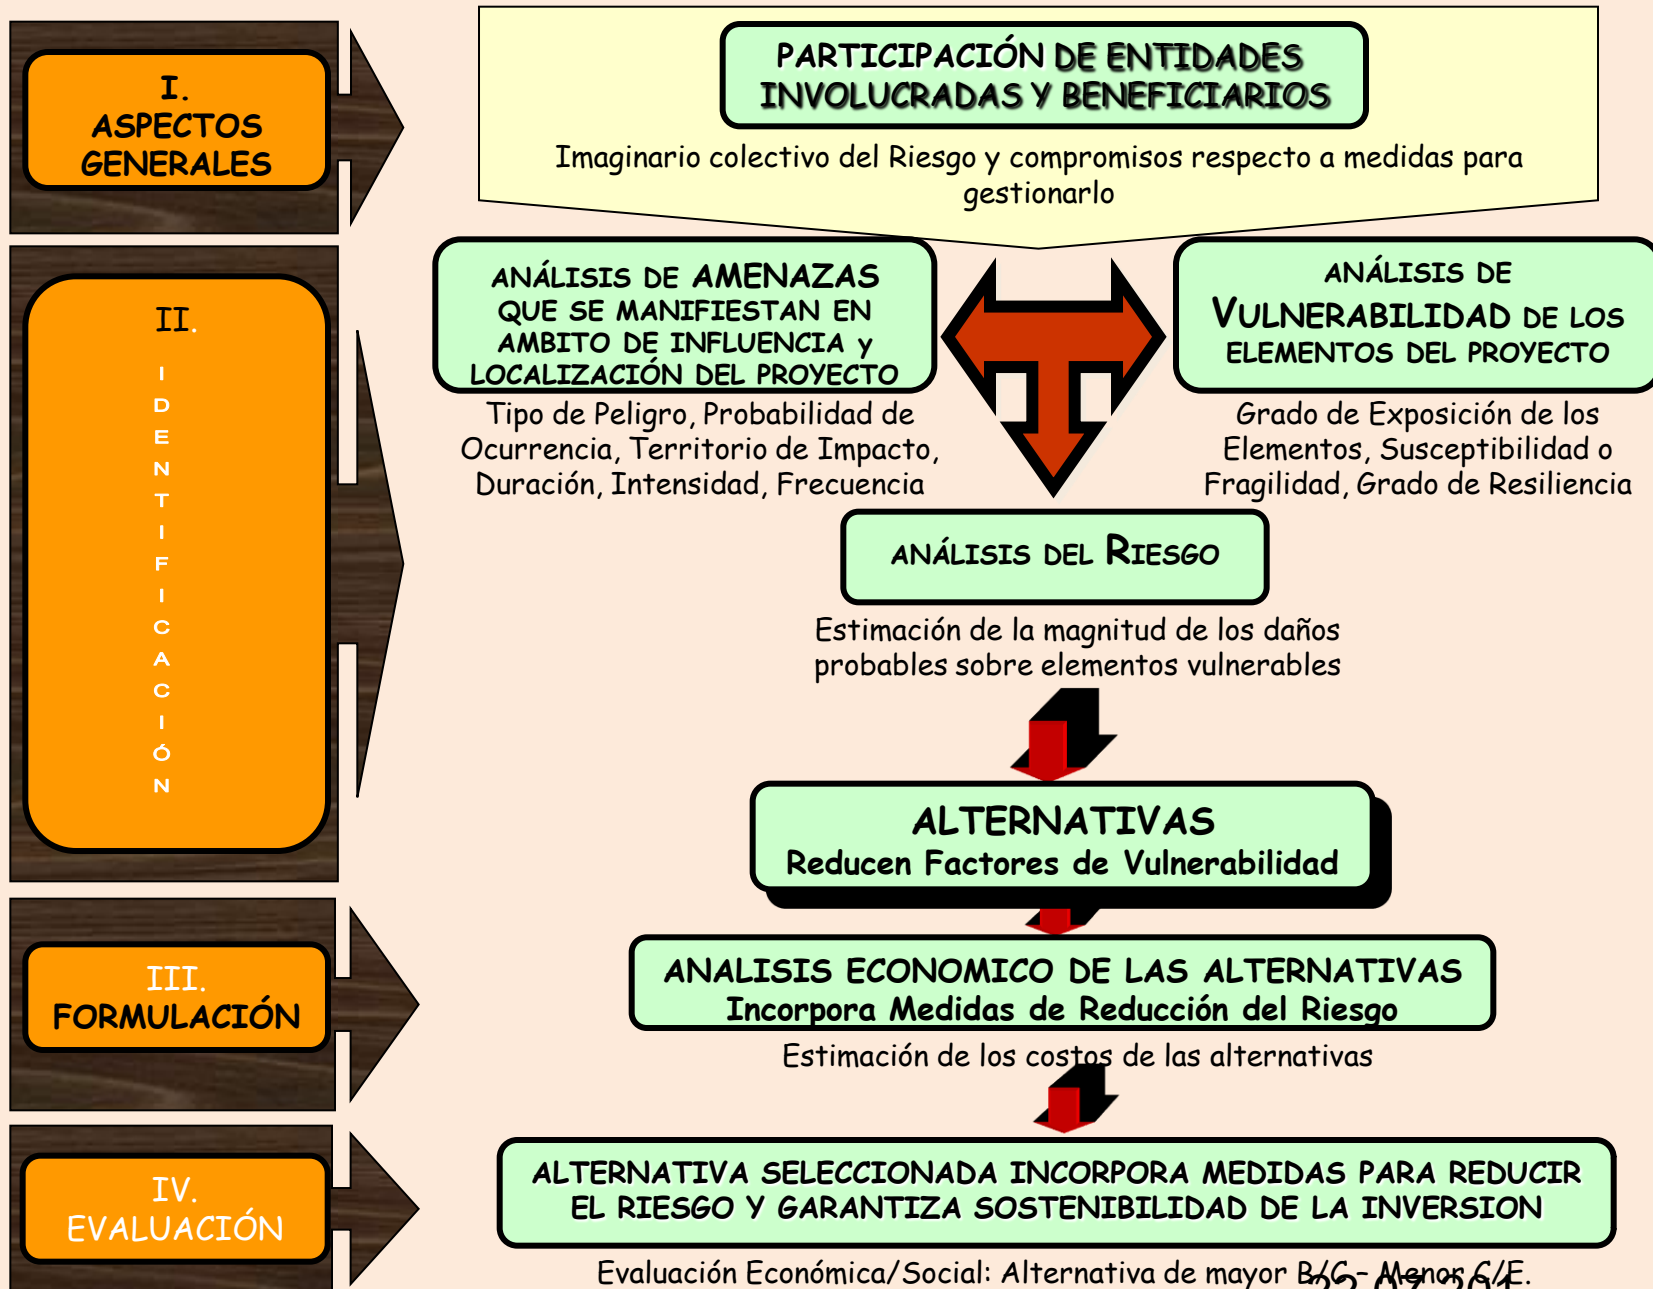 I.
ASPECTOS
GENERALES
PARTICIPACIÓN DE ENTIDADES
INVOLUCRADAS Y BENEFICIARIOS
Imaginario colectivo del Riesgo y compromisos respecto a medidas para
gestionarlo
II.
I
D
E
N
T
I
F
I
C
A
C
I
Ó
N
ANÁLISIS DE AMENAZAS
QUE SE MANIFIESTAN EN
AMBITO DE INFLUENCIA y
LOCALIZACIÓN DEL PROYECTO
Tipo de Peligro, Probabilidad de
Ocurrencia, Territorio de Impacto,
Duración, Intensidad, Frecuencia
ANÁLISIS DE
VULNERABILIDAD DE LOS
ELEMENTOS DEL PROYECTO
Grado de Exposición de los
Elementos, Susceptibilidad o
Fragilidad, Grado de Resiliencia
ANÁLISIS DEL RIESGO
Estimación de la magnitud de los daños
probables sobre elementos vulnerables
ALTERNATIVAS
Reducen Factores de Vulnerabilidad
III.
FORMULACIÓN
ANALISIS ECONOMICO DE LAS ALTERNATIVAS
Incorpora Medidas de Reducción del Riesgo
Estimación de los costos de las alternativas
IV.
EVALUACIÓN
ALTERNATIVA SELECCIONADA INCORPORA MEDIDAS PARA REDUCIR
EL RIESGO Y GARANTIZA SOSTENIBILIDAD DE LA INVERSION
Evaluación Económica/Social: Alternativa de mayor B/C – Menor C/E.